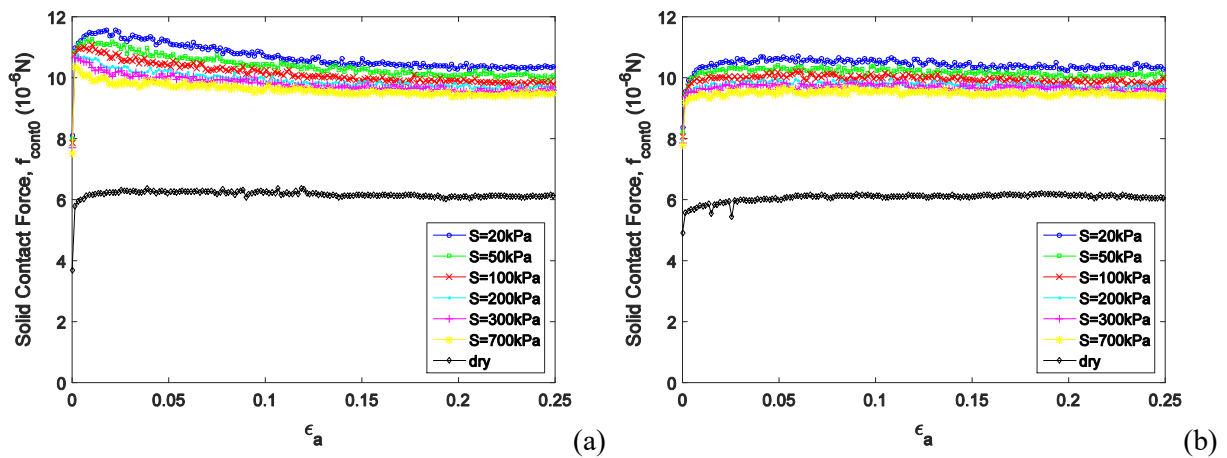 12
10
8
6
4
2
0
Solid Contact Force, f_cont0 (10^-6 N)
0
0.05
0.1
0.15
0.2
0.25
ϵ_a
S=20kPa
S=50kPa
S=100kPa
S=200kPa
S=300kPa
S=700kPa
dry
(a)
12
10
8
6
4
2
0
Solid Contact Force, f_cont0 (10^-6 N)
0
0.05
0.1
0.15
0.2
0.25
ϵ_a
S=20kPa
S=50kPa
S=100kPa
S=200kPa
S=300kPa
S=700kPa
dry
(b)